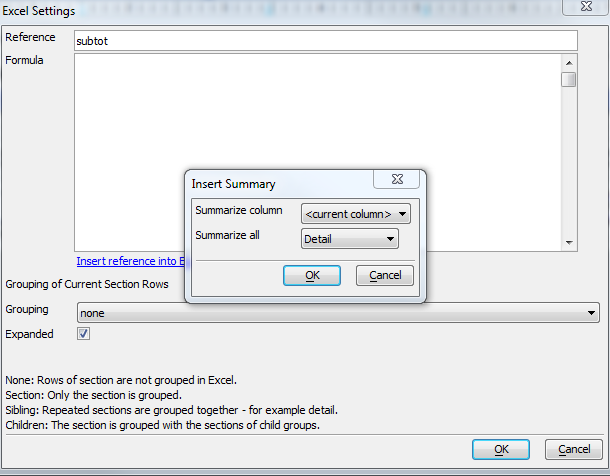 Excel Settings
Reference
subtot
Formula
Insert Summary
Summarize column
<current column>
Summarize all
Detail
OK
Cancel
Insert reference into E
Grouping of Current Section Rows
Grouping
none
Expanded
None: Rows of section are not grouped in Excel.
Section: Only the section is grouped.
Sibling: Repeated sections are grouped together - for example detail.
Children: The section is grouped with the sections of child groups.
OK
Cancel